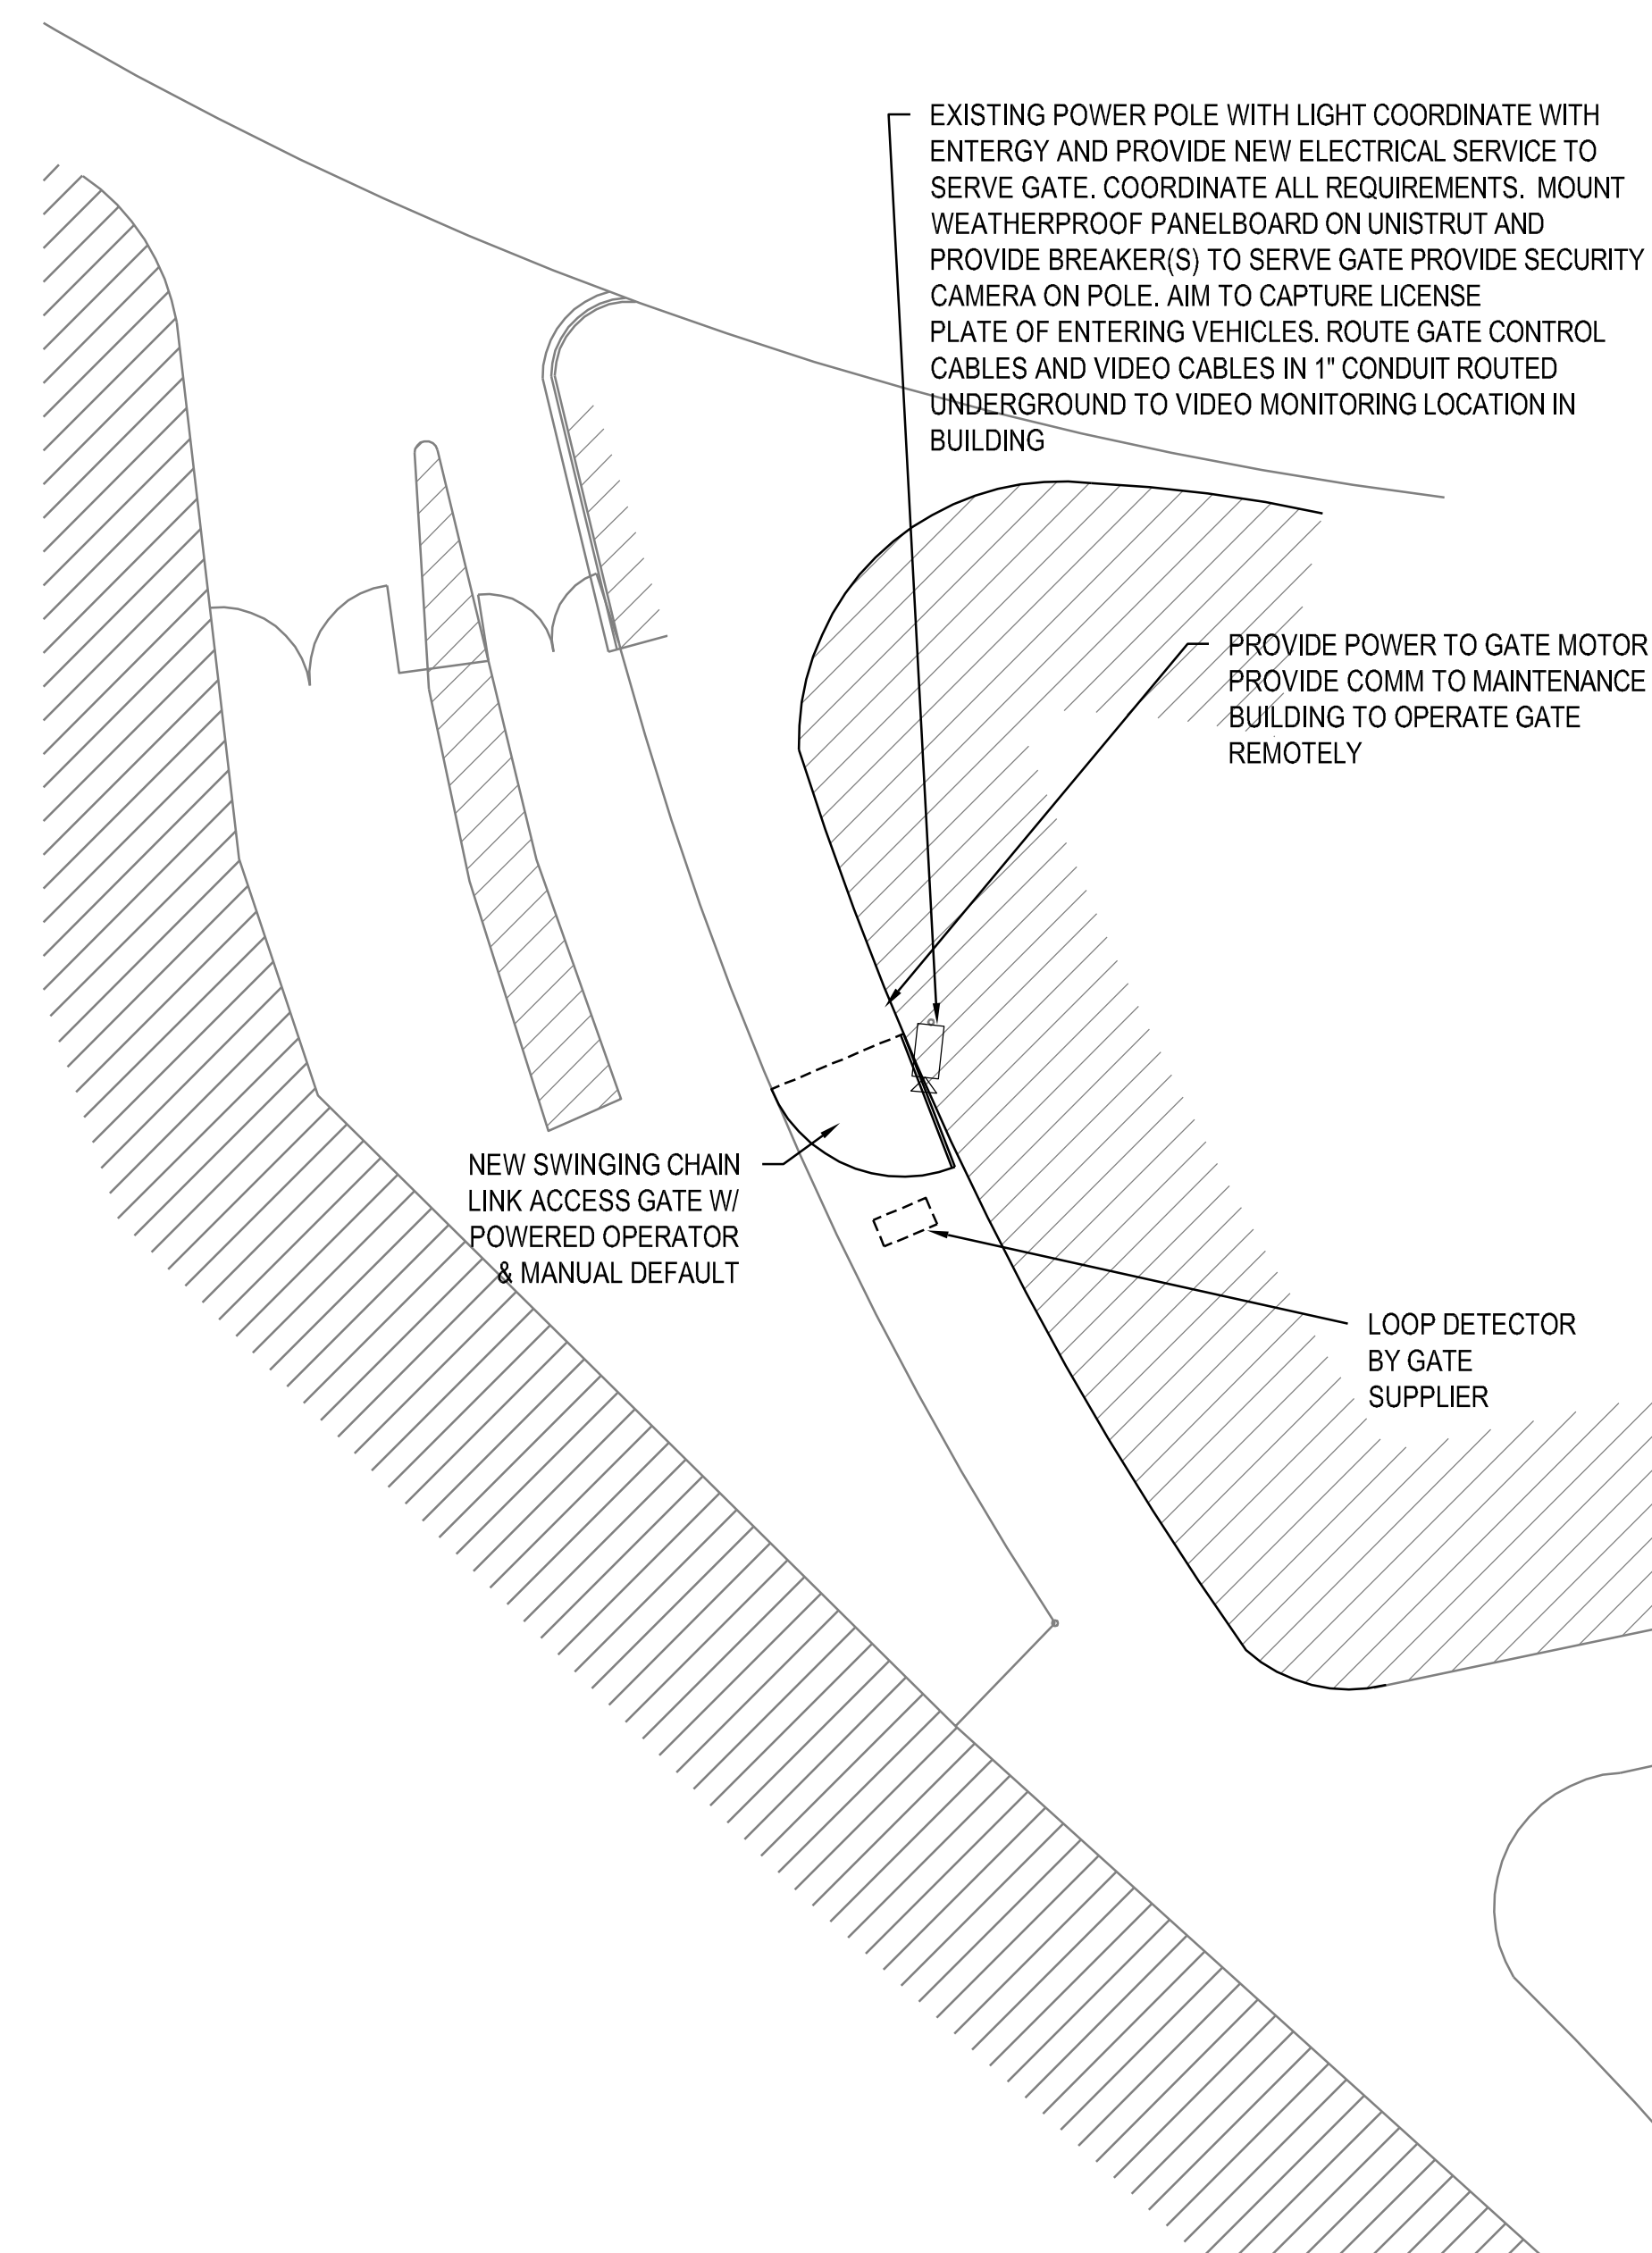 EXISTING POWER POLE WITH LIGHT COORDINATE WITH
ENTERGY AND PROVIDE NEW ELECTRICAL SERVICE TO
SERVE GATE. COORDINATE ALL REQUIREMENTS. MOUNT
WEATHERPROOF PANELBOARD ON UNISTRUT AND
PROVIDE BREAKER(S) TO SERVE GATE PROVIDE SECURITY
CAMERA ON POLE. AIM TO CAPTURE LICENSE
PLATE OF ENTERING VEHICLES. ROUTE GATE CONTROL
CABLES AND VIDEO CABLES IN 1" CONDUIT ROUTED
UNDERGROUND TO VIDEO MONITORING LOCATION IN
BUILDING
PROVIDE POWER TO GATE MOTOR
PROVIDE COMM TO MAINTENANCE
BUILDING TO OPERATE GATE
REMOTELY
NEW SWINGING CHAIN
LINK ACCESS GATE W/
POWERED OPERATOR
& MANUAL DEFAULT
LOOP DETECTOR
BY GATE
SUPPLIER